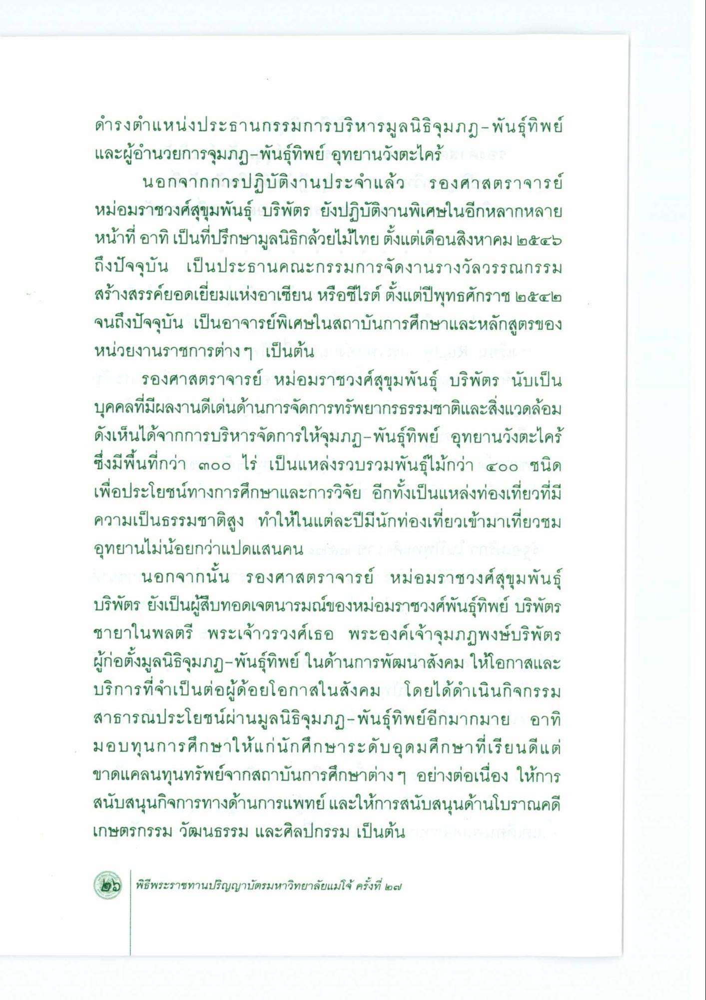 ดำรงตำแหน่งประธานกรรมการบริหารมูลนิธิจุมภฏ-พันธุ์ทิพย์
และผู้อำนวยการจุมภฏ-พันธุ์ทิพย์ อุทยานวังตะไคร้
นอกจากการปฏิบัติงานประจำแล้ว รองศาสตราจารย์
หม่อมราชวงศ์สุขุมพันธุ์ บริพัตร ยังปฏิบัติงานพิเศษในอีกหลากหลาย
หน้าที่ อาทิ เป็นที่ปรึกษามูลนิธิกล้วยไม้ไทย ตั้งแต่เดือนสิงหาคม ๒๕๔๖
ถึงปัจจุบัน เป็นประธานคณะกรรมการจัดงานรางวัลวรรณกรรม
สร้างสรรค์ยอดเยี่ยมแห่งอาเซียน หรือซีไรต์ ตั้งแต่ปีพุทธศักราช ๒๕๔๒
จนถึงปัจจุบัน เป็นอาจารย์พิเศษในสถาบันการศึกษาและหลักสูตรของ
หน่วยงานราชการต่างๆ เป็นต้น
รองศาสตราจารย์ หม่อมราชวงศ์สุขุมพันธุ์ บริพัตร นับเป็น
บุคคลที่มีผลงานดีเด่นด้านการจัดการทรัพยากรธรรมชาติและสิ่งแวดล้อม
ดังเห็นได้จากการบริหารจัดการให้จุมภฏ-พันธุ์ทิพย์ อุทยานวังตะไคร้
ซึ่งมีพื้นที่กว่า ๓๐๐ ไร่ เป็นแหล่งรวบรวมพันธุ์ไม้กว่า ๔๐๐ ชนิด
เพื่อประโยชน์ทางการศึกษาและการวิจัย อีกทั้งเป็นแหล่งท่องเที่ยวที่มี
ความเป็นธรรมชาติสูง ทำให้ในแต่ละปีมีนักท่องเที่ยวเข้ามาเที่ยวชม
อุทยานไม่น้อยกว่าแปดแสนคน
นอกจากนั้น รองศาสตราจารย์ หม่อมราชวงศ์สุขุมพันธุ์
บริพัตร ยังเป็นผู้สืบทอดเจตนารมณ์ของหม่อมราชวงศ์พันธุ์ทิพย์ บริพัตร
ชายาในพลตรี พระเจ้าวรวงศ์เธอ พระองค์เจ้าจุมภฏพงษ์บริพัตร
ผู้ก่อตั้งมูลนิธิจุมภฏ-พันธุ์ทิพย์ ในด้านการพัฒนาสังคม ให้โอกาสและ
บริการที่จำเป็นต่อผู้ด้อยโอกาสในสังคม โดยได้ดำเนินกิจกรรม
สาธารณประโยชน์ผ่านมูลนิธิจุมภฏ-พันธุ์ทิพย์อีกมากมาย อาทิ
มอบทุนการศึกษาให้แก่นักศึกษาระดับอุดมศึกษาที่เรียนดีแต่
ขาดแคลนทุนทรัพย์จากสถาบันการศึกษาต่างๆ อย่างต่อเนื่อง ให้การ
สนับสนุนกิจการทางด้านการแพทย์ และให้การสนับสนุนด้านโบราณคดี
เกษตรกรรม วัฒนธรรม และศิลปกรรม เป็นต้น
๒๖ พิธีพระราชทานปริญญาบัตรมหาวิทยาลัยแม่โจ้ ครั้งที่ ๒๗